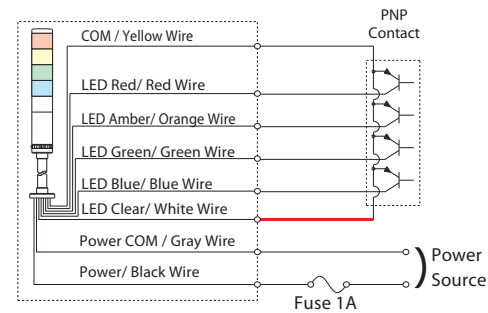 PNP
Contact
COM / Yellow Wire
LED Red/ Red Wire
LED Amber/ Orange Wire
LED Green/ Green Wire
LED Blue/ Blue Wire
LED Clear/ White Wire
Power COM / Gray Wire
Power/ Black Wire
Power
Source
Fuse 1A